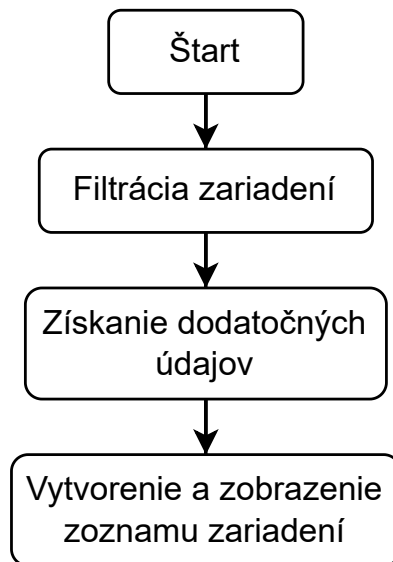 Štart
Filtrácia zariadení
Získanie dodatočných
údajov
Vytvorenie a zobrazenie
zoznamu zariadení